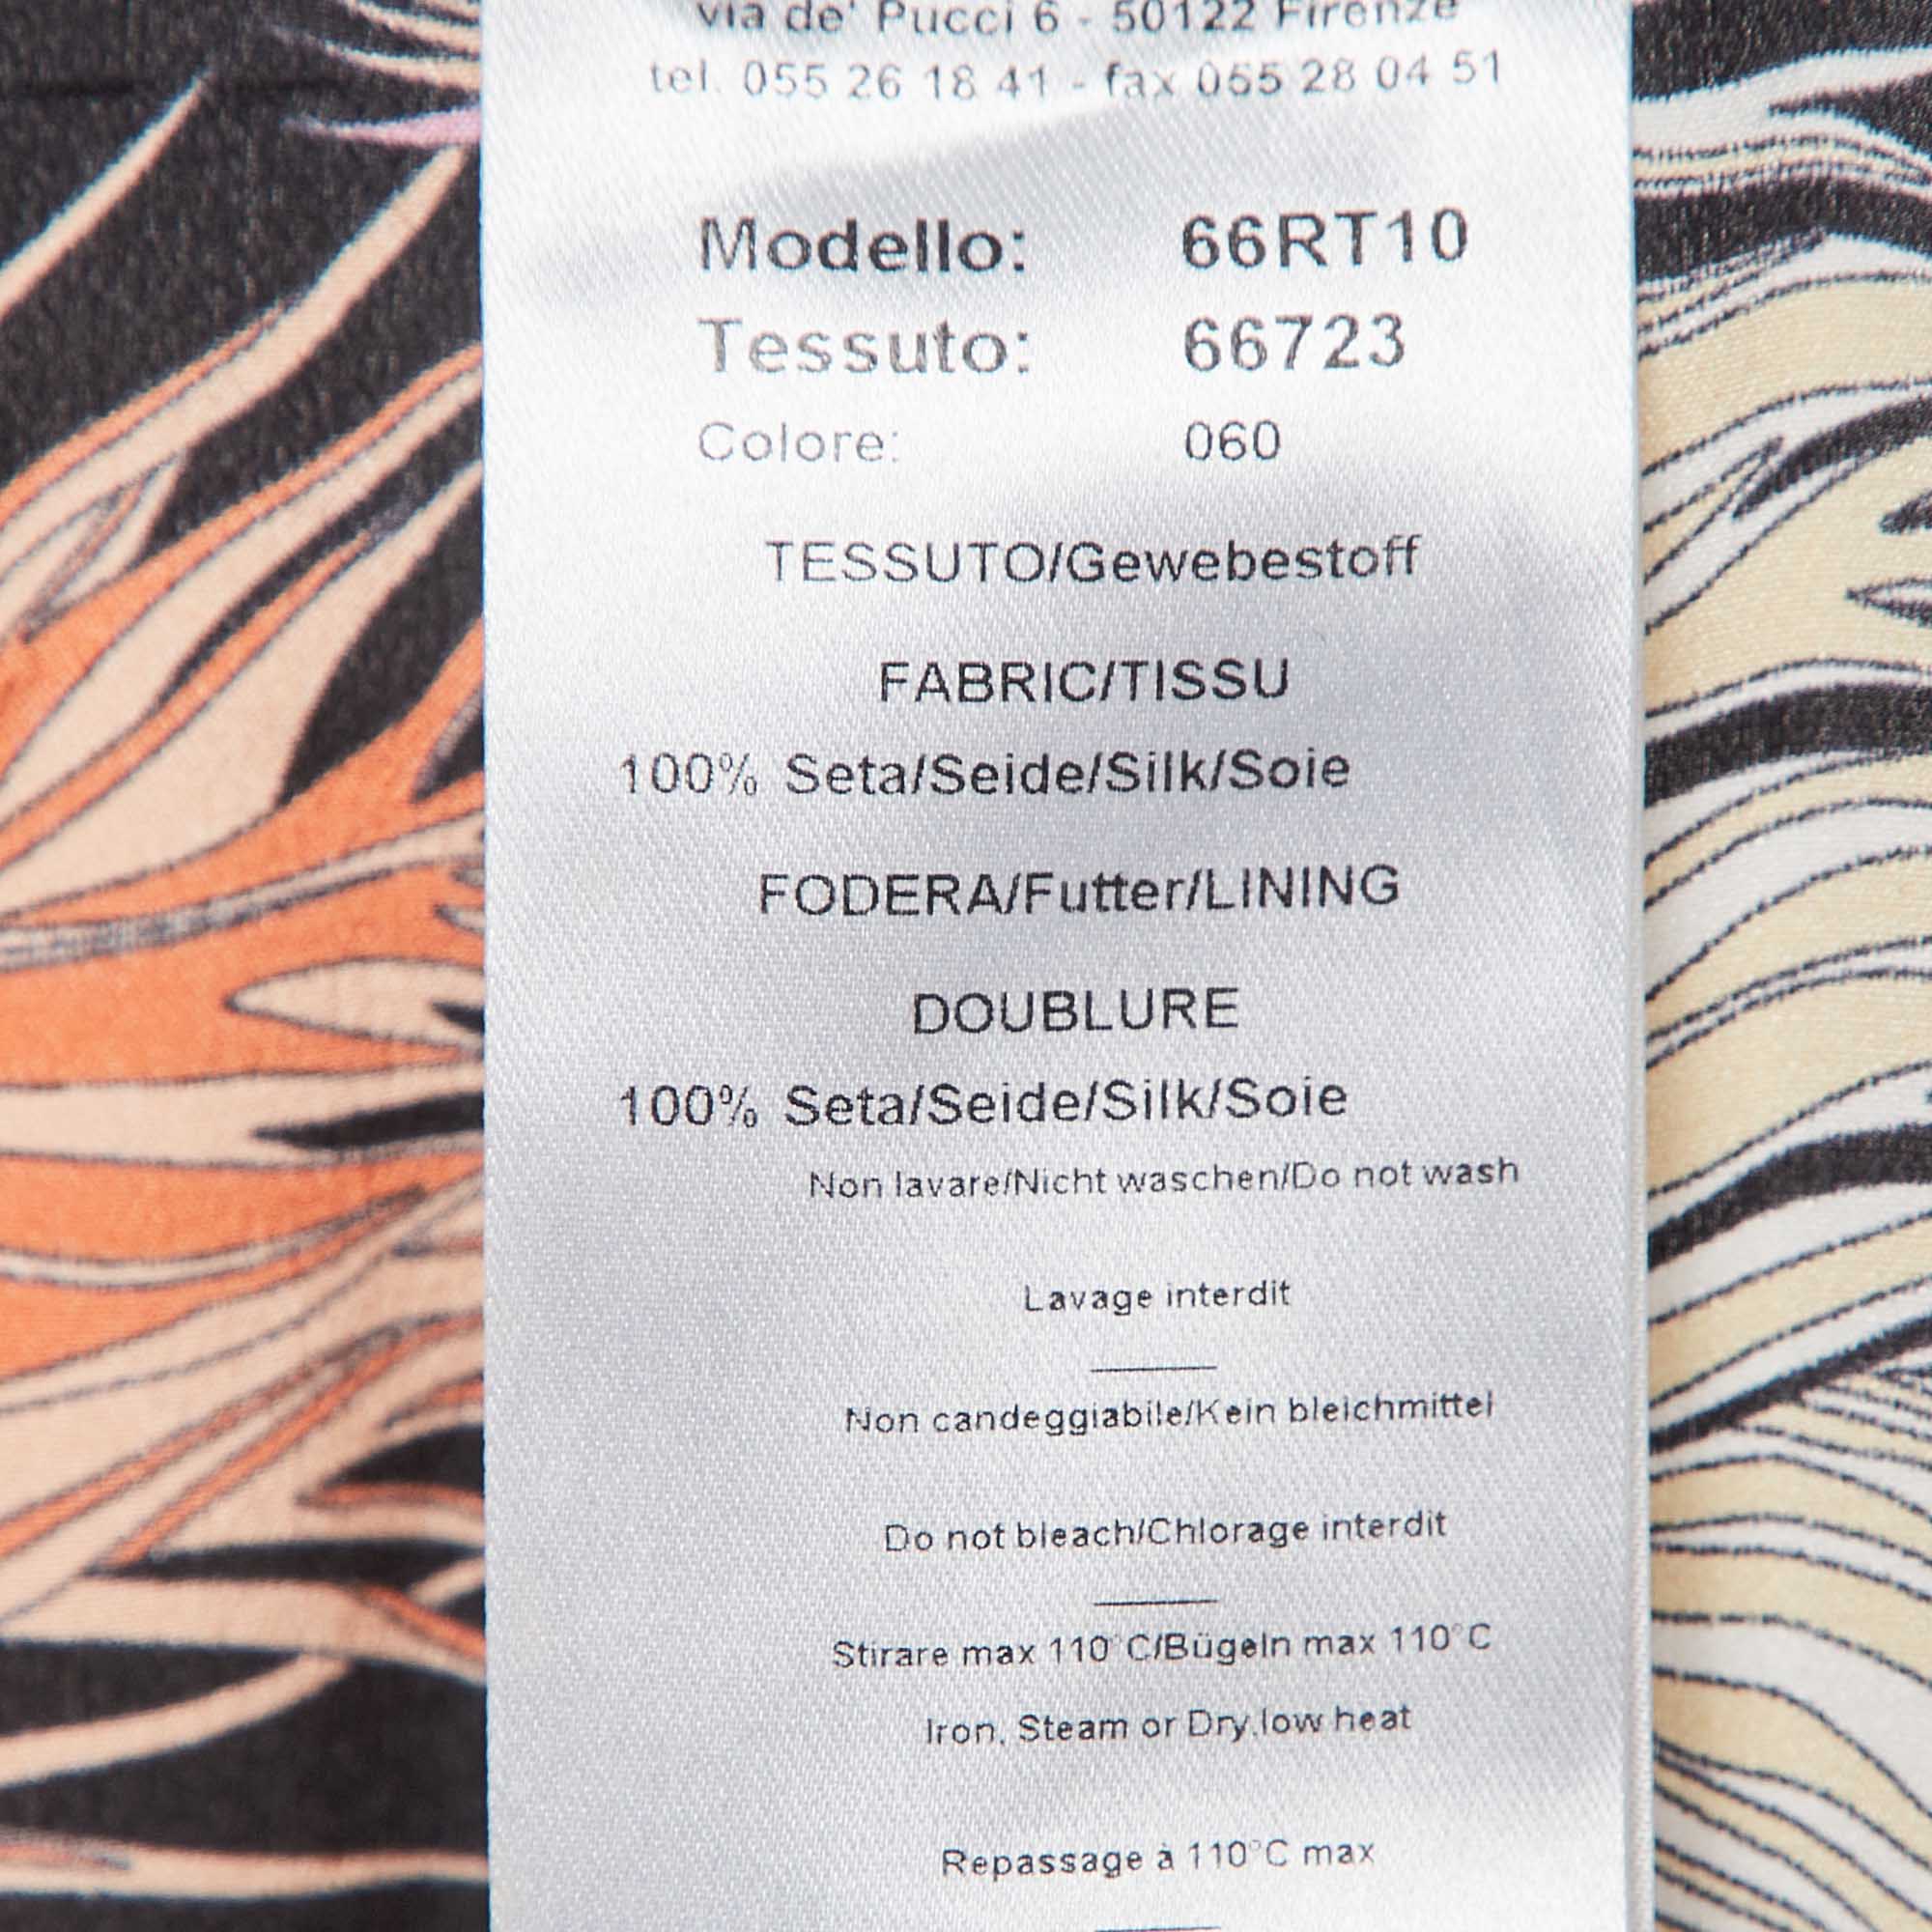 via de' Pucci 6 - 50122 Firenze
tel. 055 26 18 41 - fax 055 28 04 51
Modello: 66RT10
Tessuto: 66723
Colore: 060
TESSUTO/Gewebestoff
FABRIC/TISSU
100% Seta/Seide/Silk/Soie
FODERA/Futter/LINING
DOUBLURE
100% Seta/Seide/Silk/Soie
Non lavare/Nicht waschen/Do not wash
Lavage interdit
Non candeggiabile/Kein bleichmittel
Do not bleach/Chlorage interdit
Stirare max 110°C/Bügeln max 110°C
Iron, Steam or Dry,low heat
Repassage à 110°C max